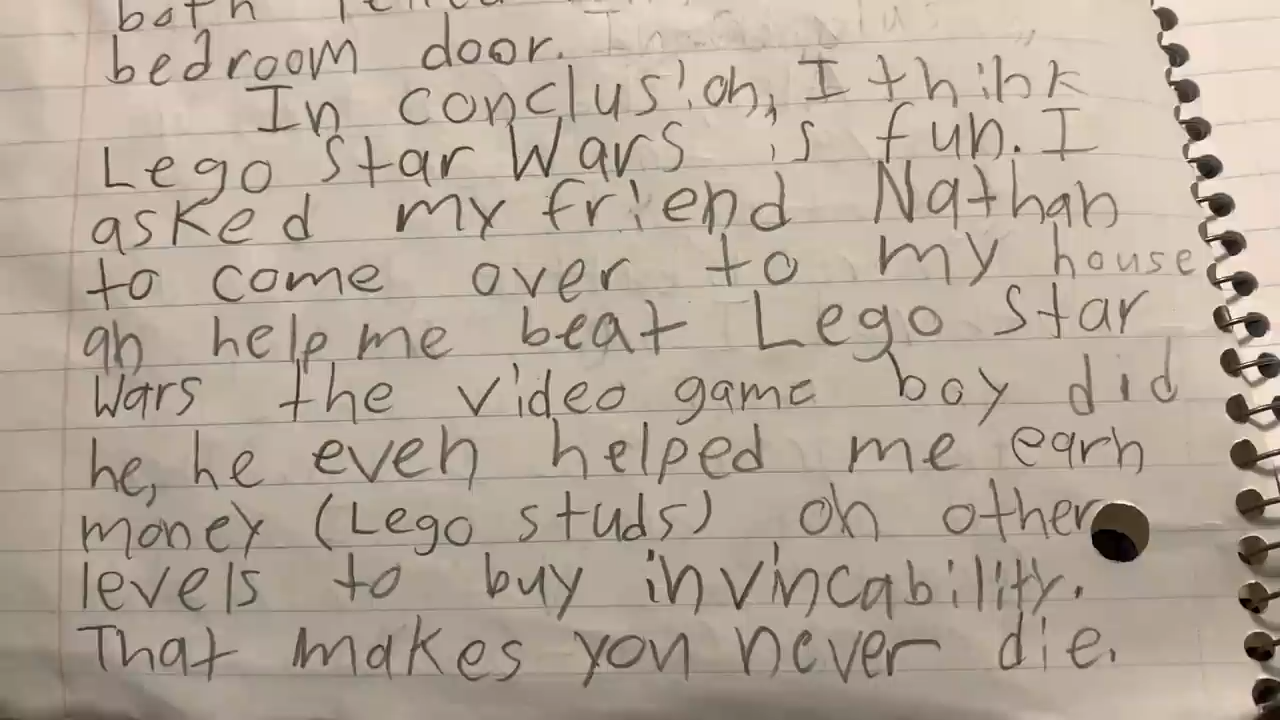 both
bedroom door.
In conclusion, I think
Lego Star Wars is fun. I
asked my friend Nathan
to come over to my house
an help me beat Lego Star
Wars the video game boy did
he, he even helped me earn
money (Lego studs) on other
levels to buy invincability.
That makes you never die.